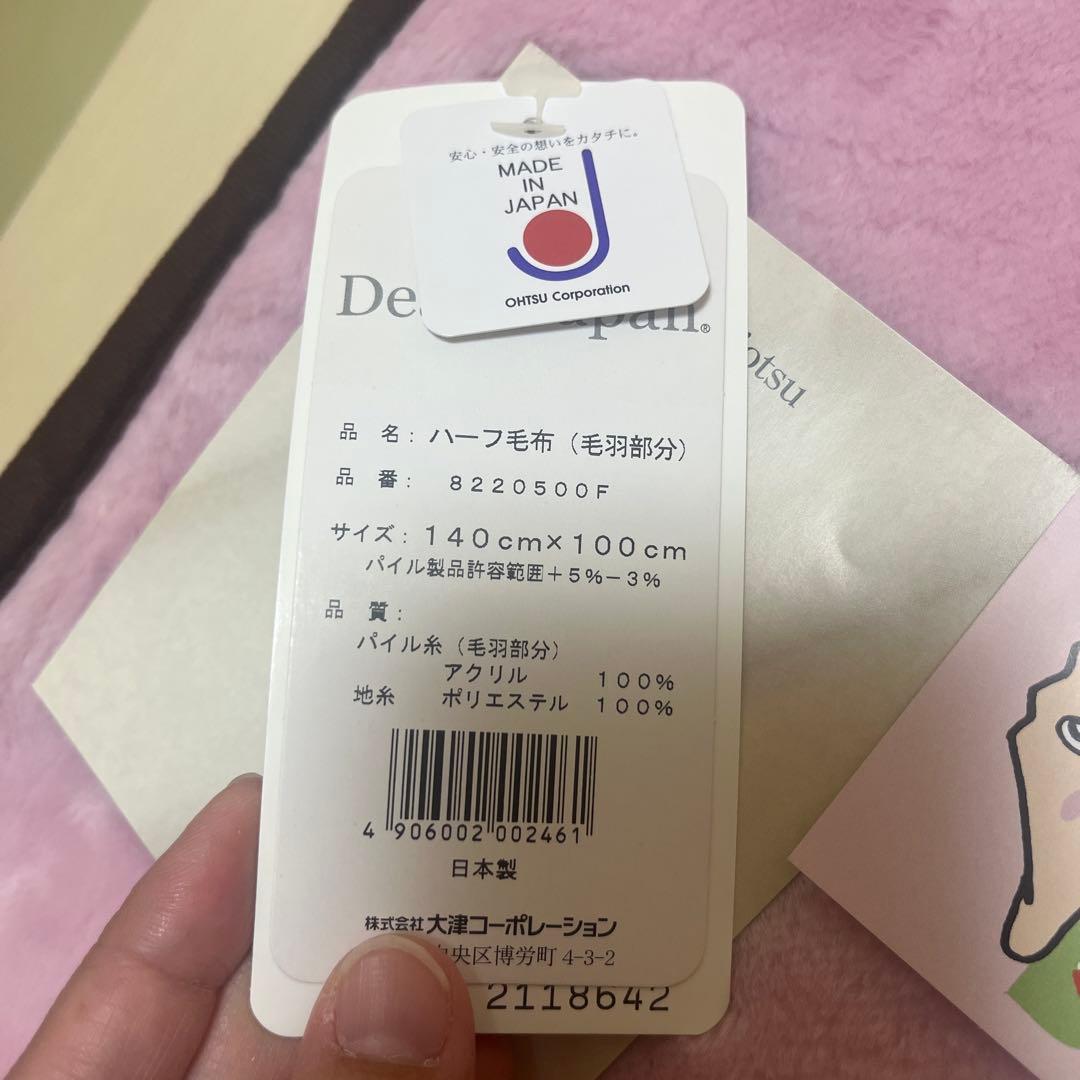 安心・安全の想いをカタチに。
MADE
IN
JAPAN
OHTSU Corporation
品 名: ハーフ毛布(毛羽部分)
品 番: 8220500F
サイズ: 140cm×100cm
パイル製品許容範囲+5%-3%
品 質:
パイル糸(毛羽部分)
アクリル 100%
地糸 ポリエステル 100%
4 906002 002461
日本製
株式会社 大津コーポレーション
中央区博労町 4-3-2
2118642